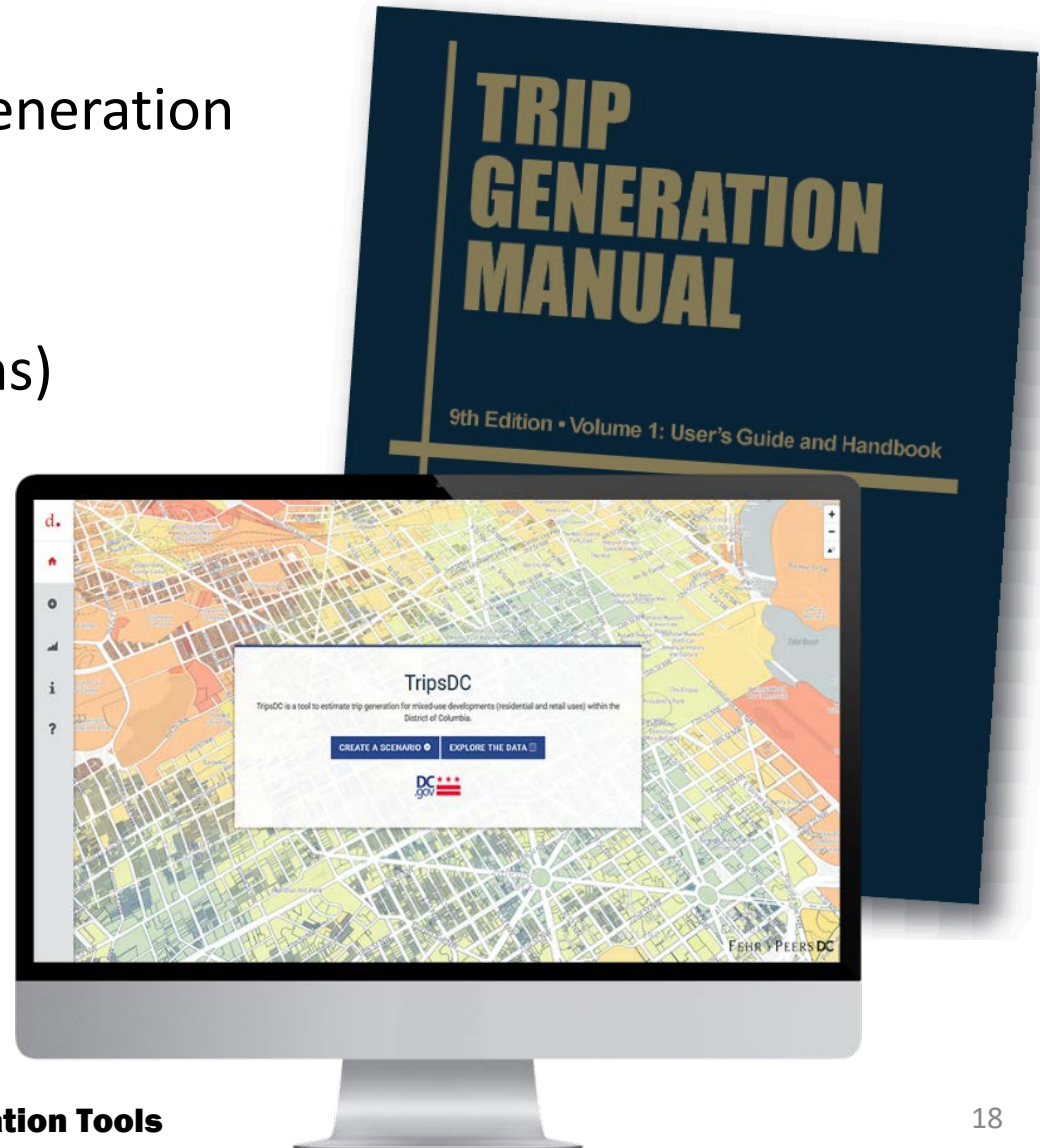 eneration
ns)
TRIP
GENERATION
MANUAL
9th Edition • Volume 1: User's Guide and Handbook
d.
+
−
i
?
TripsDC
TripsDC is a tool to estimate trip generation for mixed-use developments (residential and retail uses) within the
District of Columbia.
CREATE A SCENARIO
EXPLORE THE DATA
DC
.gov
FEHR PEERS DC
ation Tools
18